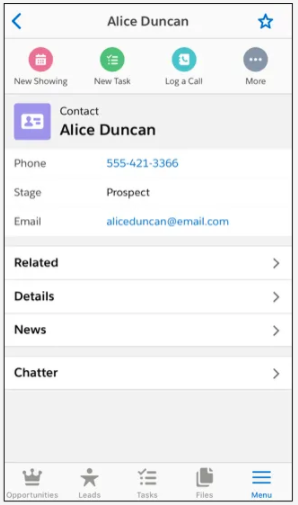 Alice Duncan
New Showing New Task Log a Call More
Contact
Alice Duncan
Phone 555-421-3366
Stage Prospect
Email aliceduncan@email.com
Related
Details
News
Chatter
Opportunities Leads Tasks Files Menu